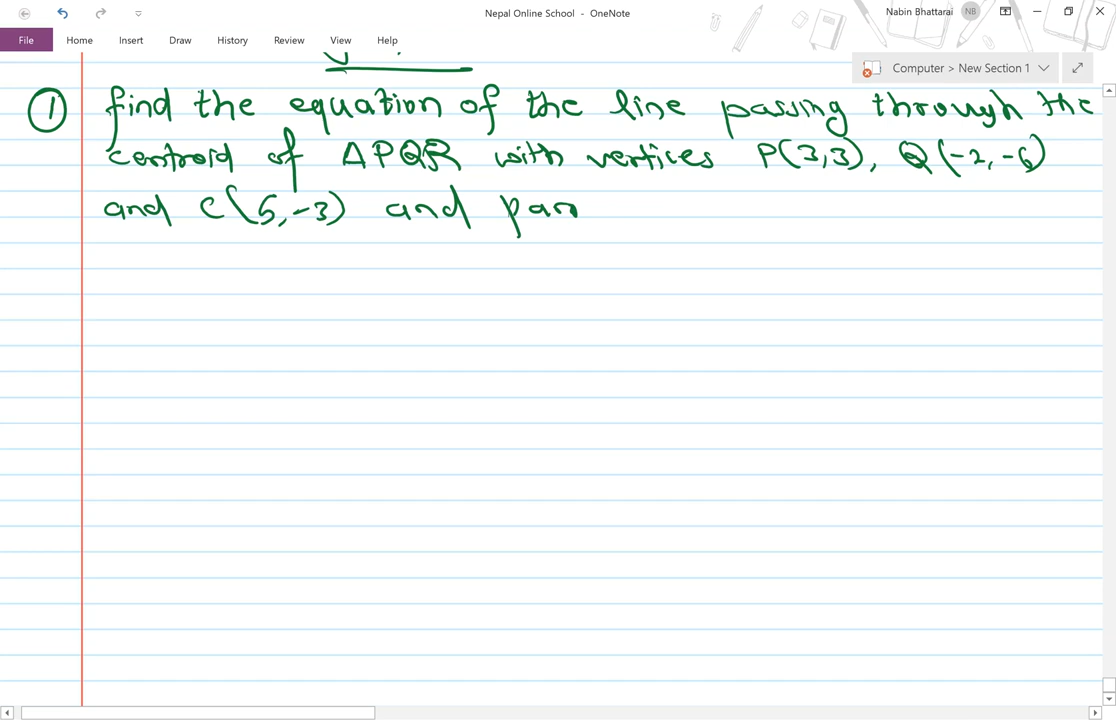 Nepal Online School - OneNote
Nabin Bhattarai NB
File Home Insert Draw History Review View Help
Computer > New Section 1
① find the equation of the line passing through the
centroid of ΔPQR with vertices P(3,3), Q(-2,-6)
and C(5,-3) and par